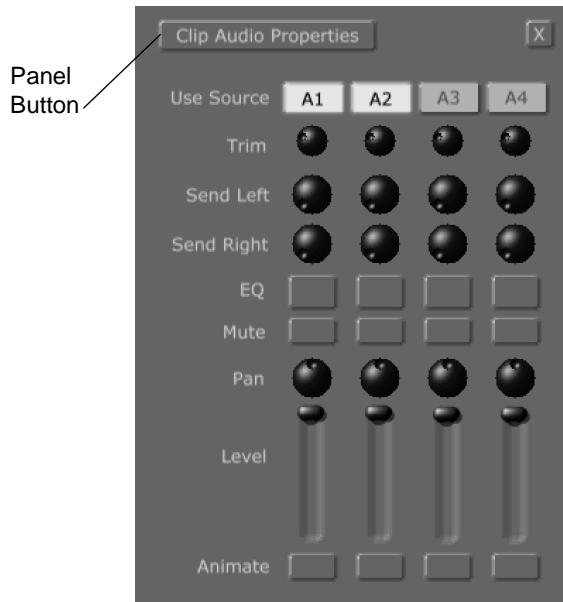 Clip Audio Properties X
Panel
Button
Use Source A1 A2 A3 A4
Trim
Send Left
Send Right
EQ
Mute
Pan
Level
Animate